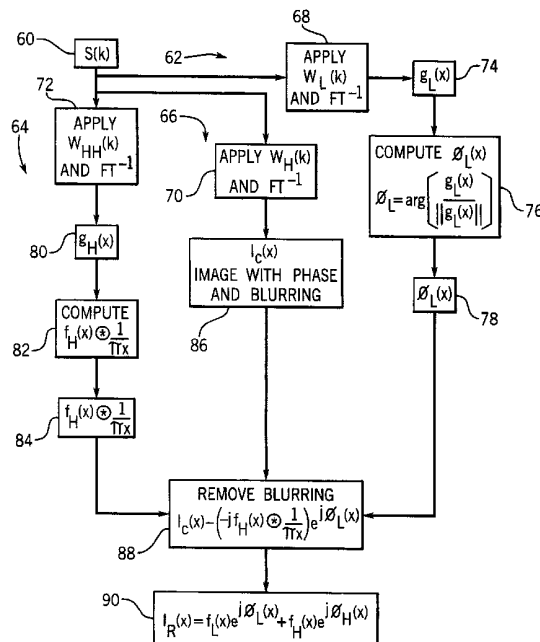 60
S(k)
62
68
APPLY
W_L(k)
AND FT⁻¹
g_L(x)
74
72
64
APPLY
W_HH(k)
AND FT⁻¹
66
70
APPLY W_H(k)
AND FT⁻¹
COMPUTE Ø_L(x)
Ø_L=arg[g_L(x)/||g_L(x)||]
76
80
g_H(x)
I_C(x)
IMAGE WITH PHASE
AND BLURRING
86
Ø_L(x)
78
82
COMPUTE
f_H(x)⊛1/πx
84
f_H(x)⊛1/πx
REMOVE BLURRING
I_C(x)-(-jf_H(x)⊛1/πx)e^jØ_L(x)
88
90
I_R(x)=f_L(x)e^jØ_L(x)+f_H(x)e^jØ_H(x)